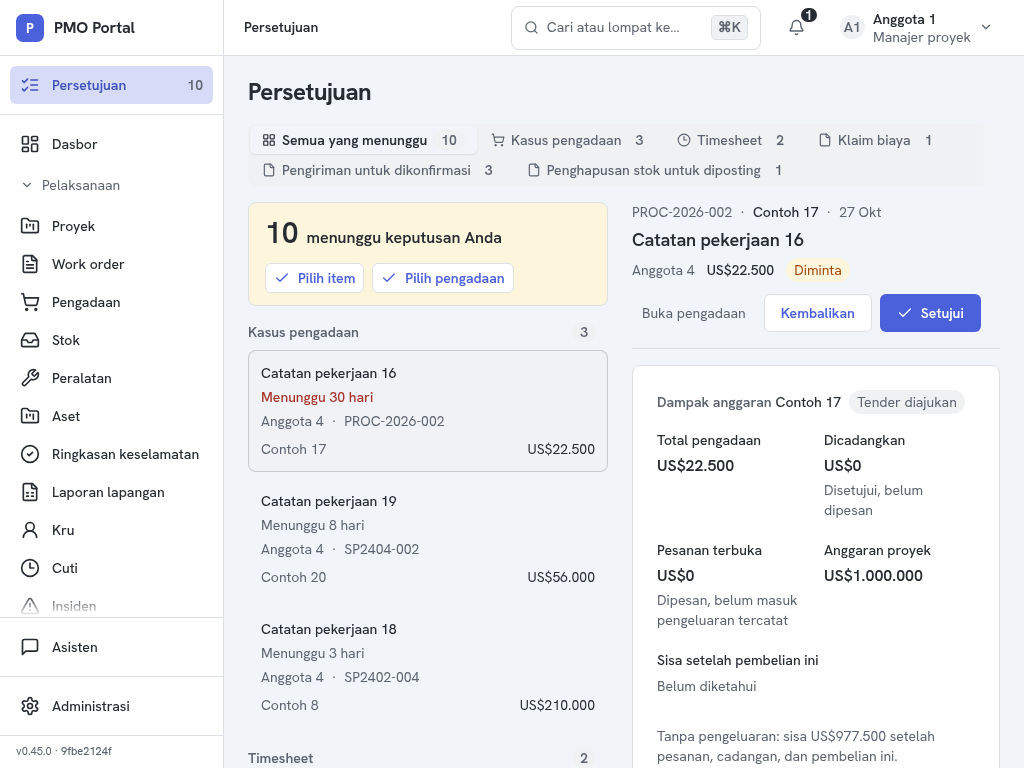 P PMO Portal
Persetujuan 10
Dasbor
Pelaksanaan
Proyek
Work order
Pengadaan
Stok
Peralatan
Aset
Ringkasan keselamatan
Laporan lapangan
Kru
Cuti
Insiden
Asisten
Administrasi
v0.45.0 · 9fbe2124f
Persetujuan
Cari atau lompat ke... ⌘K
1
A1 Anggota 1
Manajer proyek
Persetujuan
Semua yang menunggu 10 Kasus pengadaan 3 Timesheet 2 Klaim biaya 1
Pengiriman untuk dikonfirmasi 3 Penghapusan stok untuk diposting 1
10 menunggu keputusan Anda
Pilih item Pilih pengadaan
Kasus pengadaan 3
Catatan pekerjaan 16
Menunggu 30 hari
Anggota 4 · PROC-2026-002
Contoh 17 US$22.500
Catatan pekerjaan 19
Menunggu 8 hari
Anggota 4 · SP2404-002
Contoh 20 US$56.000
Catatan pekerjaan 18
Menunggu 3 hari
Anggota 4 · SP2402-004
Contoh 8 US$210.000
Timesheet 2
PROC-2026-002 · Contoh 17 · 27 Okt
Catatan pekerjaan 16
Anggota 4 US$22.500 Diminta
Buka pengadaan Kembalikan Setujui
Dampak anggaran Contoh 17 Tender diajukan
Total pengadaan
US$22.500
Dicadangkan
US$0
Disetujui, belum
dipesan
Pesanan terbuka
US$0
Dipesan, belum masuk
pengeluaran tercatat
Anggaran proyek
US$1.000.000
Sisa setelah pembelian ini
Belum diketahui
Tanpa pengeluaran: sisa US$977.500 setelah
pesanan, cadangan, dan pembelian ini.